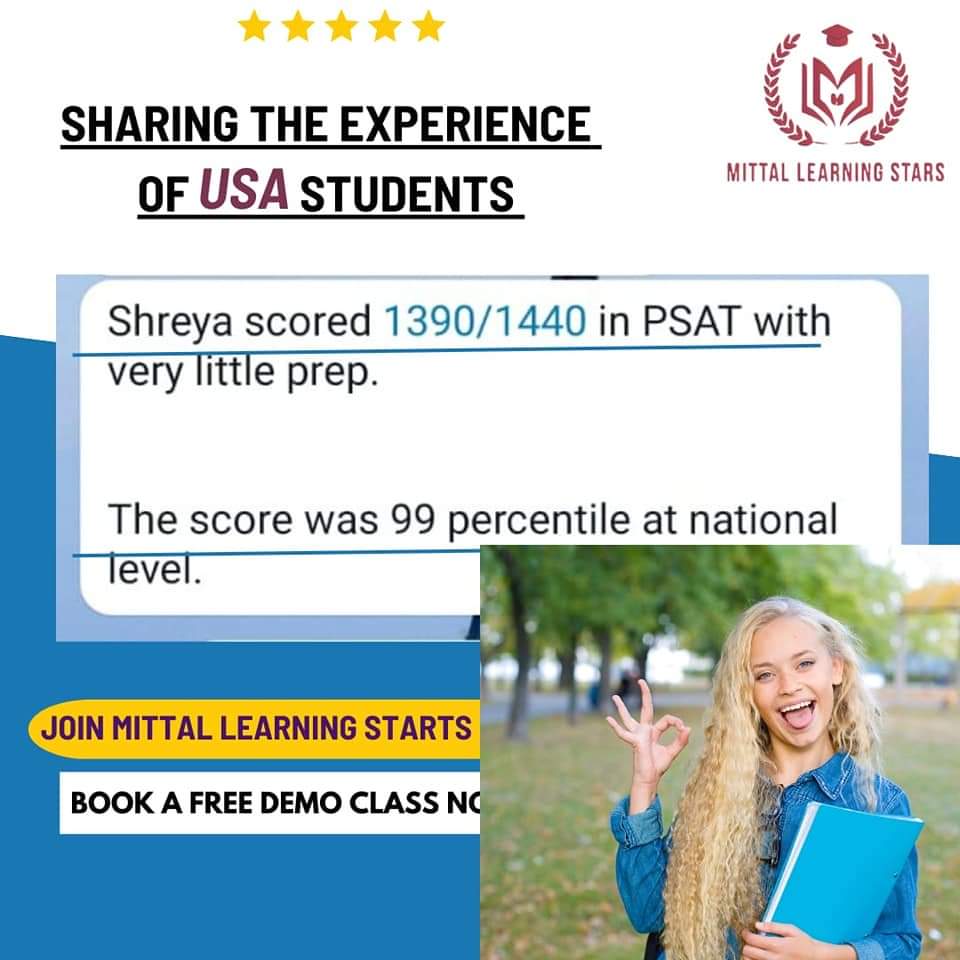 SHARING THE EXPERIENCE
OF USA STUDENTS
MITTAL LEARNING STARS
Shreya scored 1390/1440 in PSAT with
very little prep.
The score was 99 percentile at national
level.
JOIN MITTAL LEARNING STARTS
BOOK A FREE DEMO CLASS